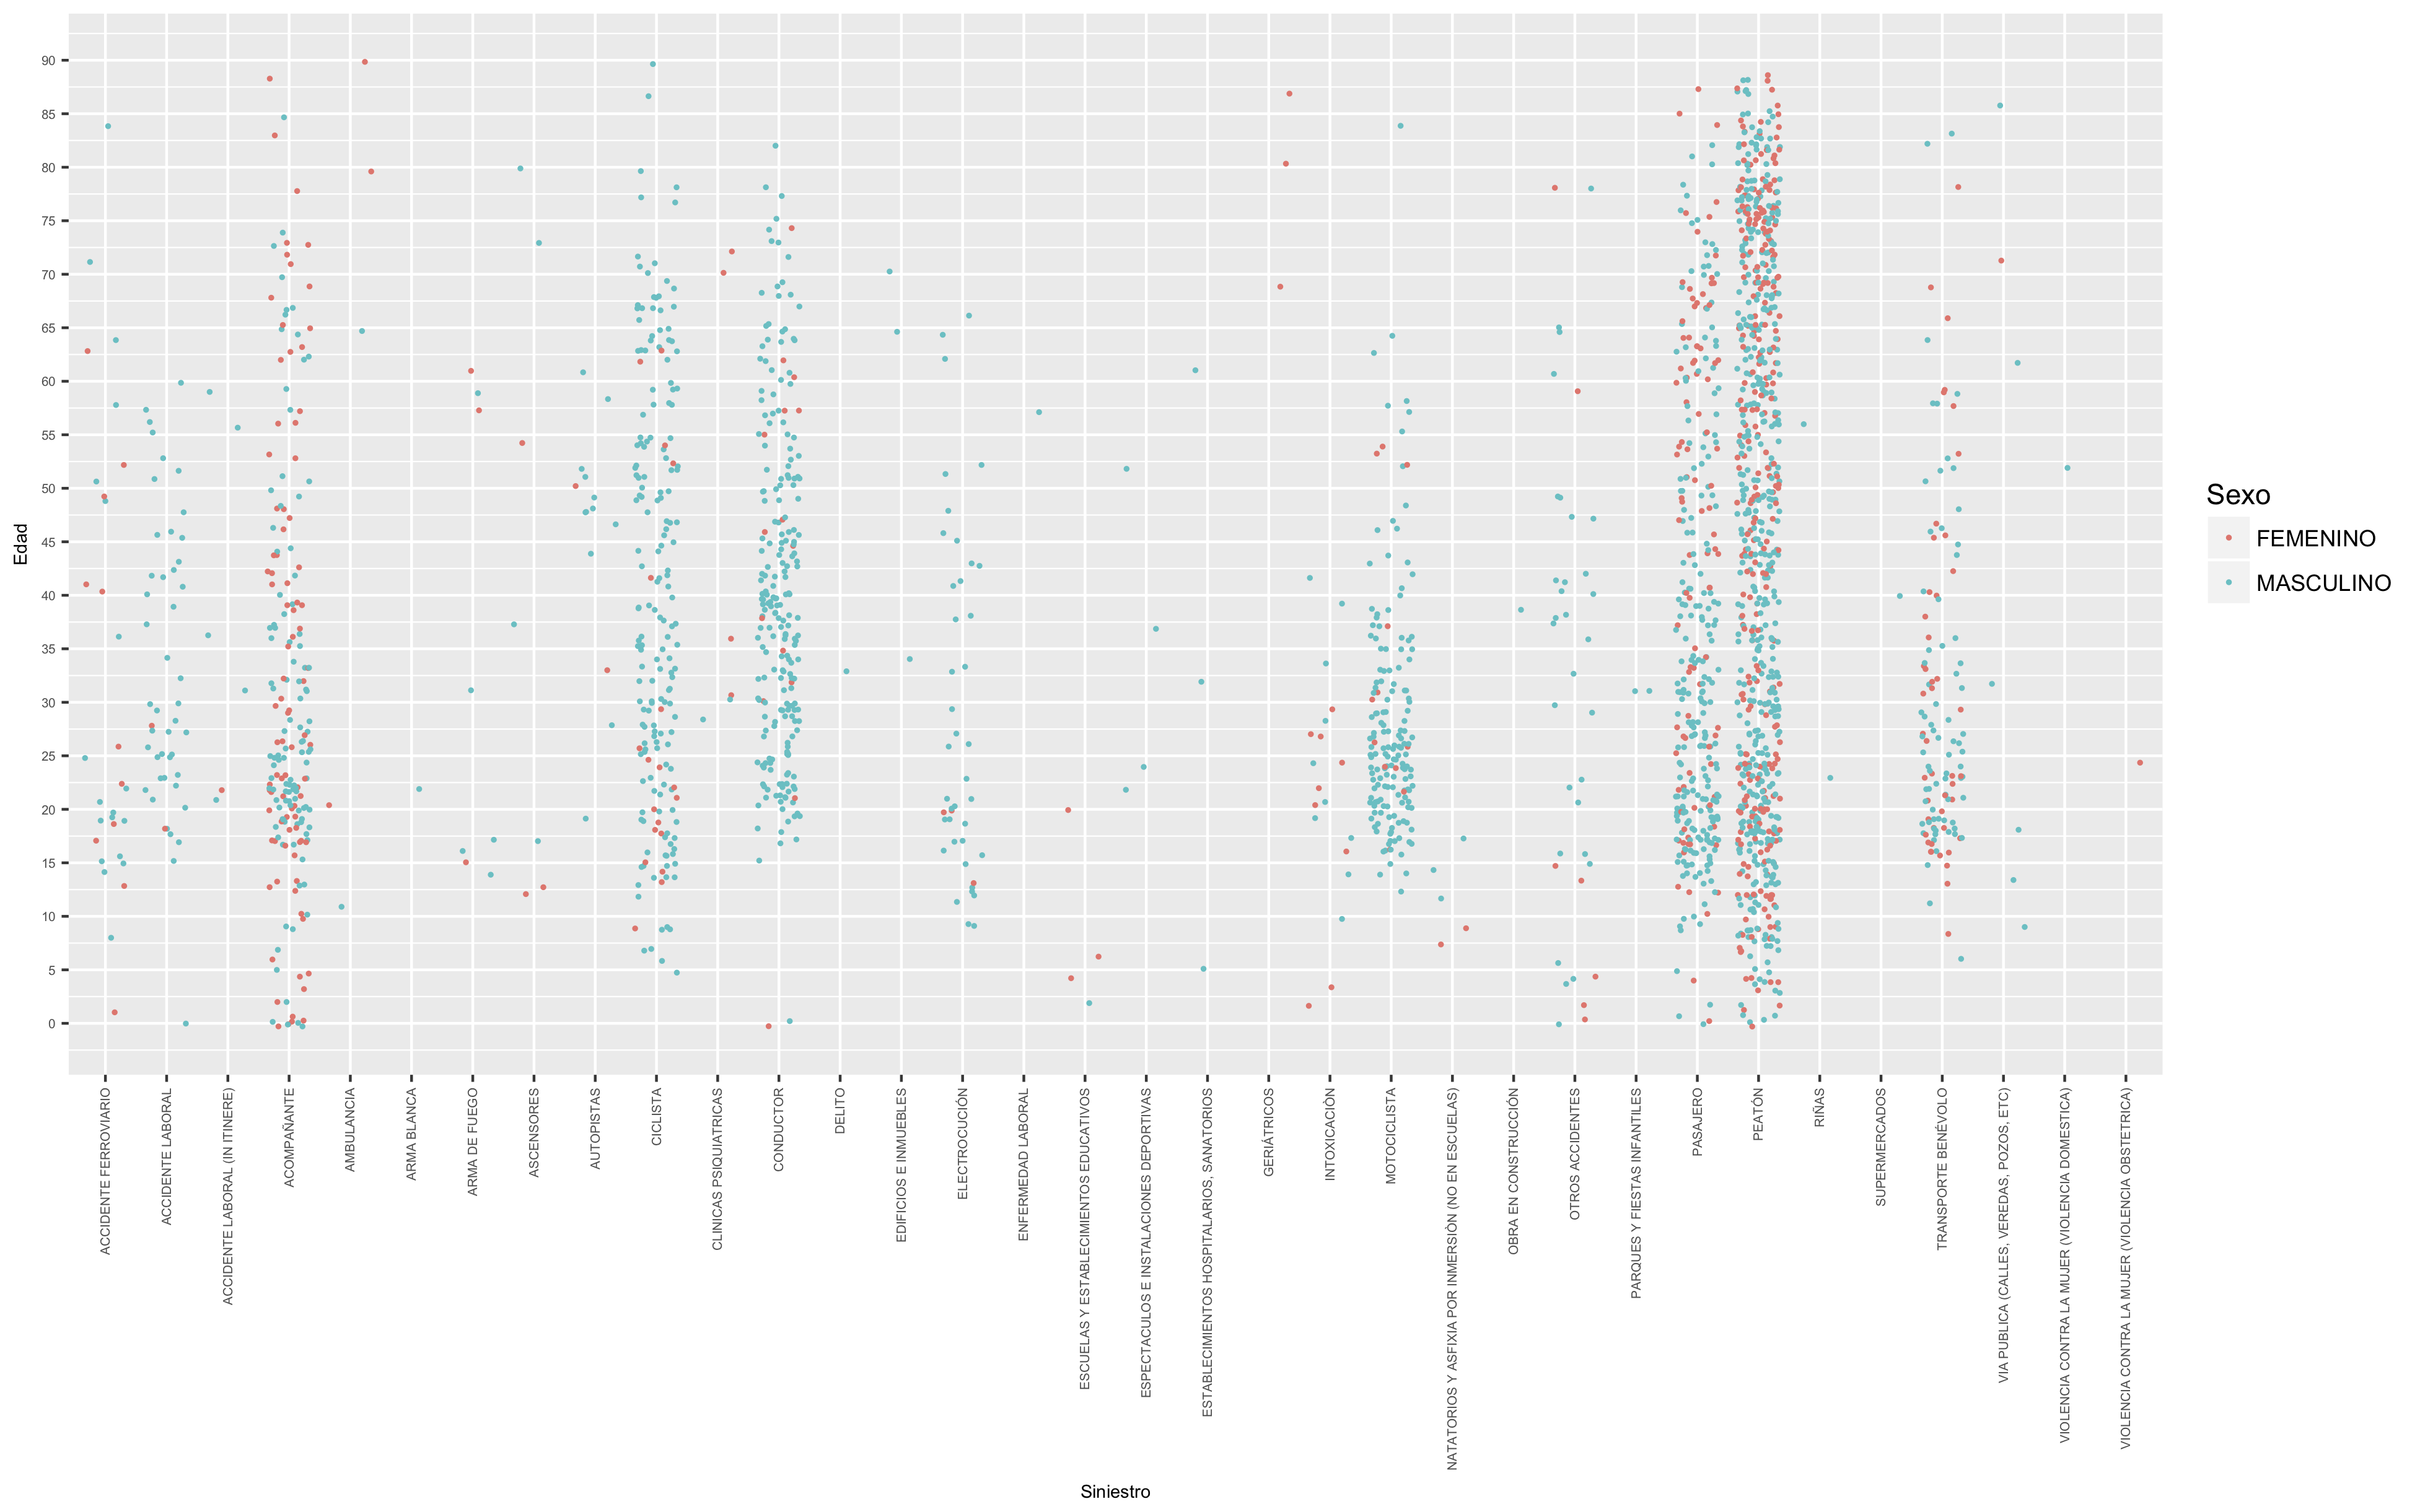 90
85
80
75
70
65
60
55
50
45
40
35
30
25
20
15
10
5
0
Edad
ACCIDENTE FERROVIARIO
ACCIDENTE LABORAL
ACCIDENTE LABORAL (IN ITINERE)
ACOMPAÑANTE
AMBULANCIA
ARMA BLANCA
ARMA DE FUEGO
ASCENSORES
AUTOPISTAS
CICLISTA
CLINICAS PSIQUIATRICAS
CONDUCTOR
DELITO
EDIFICIOS E INMUEBLES
ELECTROCUCIÓN
ENFERMEDAD LABORAL
ESCUELAS Y ESTABLECIMIENTOS EDUCATIVOS
ESPECTACULOS E INSTALACIONES DEPORTIVAS
ESTABLECIMIENTOS HOSPITALARIOS, SANATORIOS
GERIÁTRICOS
INTOXICACIÓN
MOTOCICLISTA
NATATORIOS Y ASFIXIA POR INMERSIÓN (NO EN ESCUELAS)
OBRA EN CONSTRUCCIÓN
OTROS ACCIDENTES
PARQUES Y FIESTAS INFANTILES
PASAJERO
PEATÓN
RIÑAS
SUPERMERCADOS
TRANSPORTE BENÉVOLO
VIA PUBLICA (CALLES, VEREDAS, POZOS, ETC)
VIOLENCIA CONTRA LA MUJER (VIOLENCIA DOMESTICA)
VIOLENCIA CONTRA LA MUJER (VIOLENCIA OBSTETRICA)
Siniestro
Sexo
FEMENINO
MASCULINO